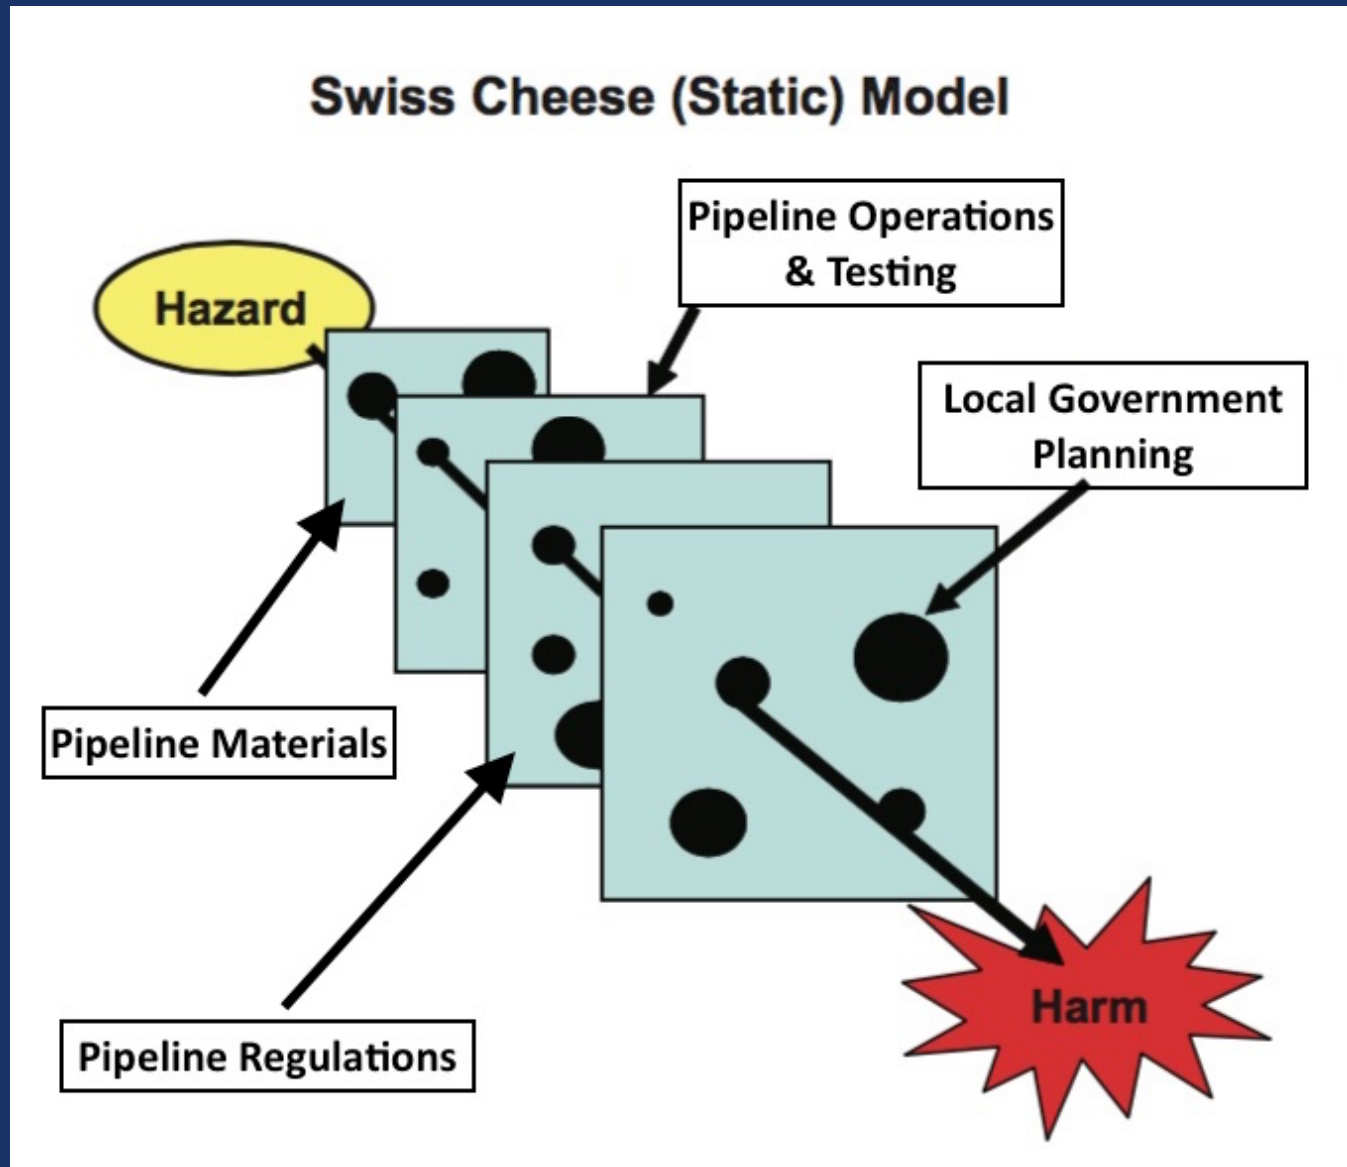 Swiss Cheese (Static) Model
Pipeline Operations
& Testing
Hazard
Local Government
Planning
Pipeline Materials
Pipeline Regulations
Harm